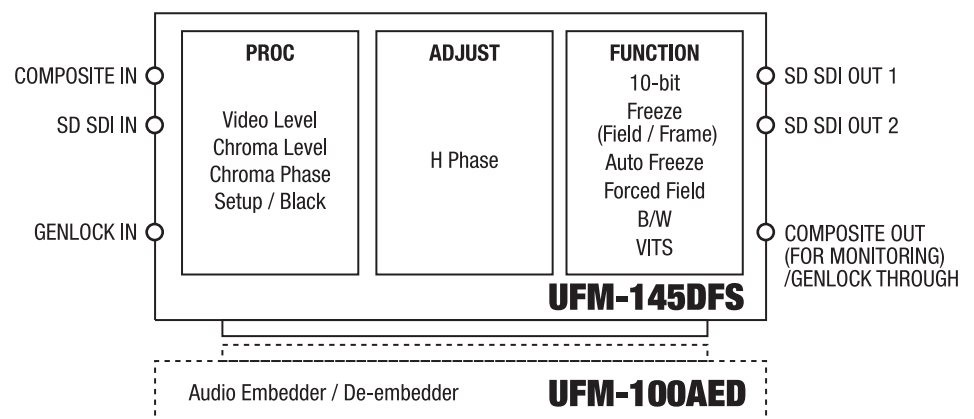 COMPOSITE IN
SD SDI IN
GENLOCK IN
PROC
Video Level
Chroma Level
Chroma Phase
Setup / Black
ADJUST
H Phase
FUNCTION
10-bit
Freeze
(Field / Frame)
Auto Freeze
Forced Field
B/W
VITS
SD SDI OUT 1
SD SDI OUT 2
COMPOSITE OUT
(FOR MONITORING)
/GENLOCK THROUGH
UFM-145DFS
Audio Embedder / De-embedder
UFM-100AED